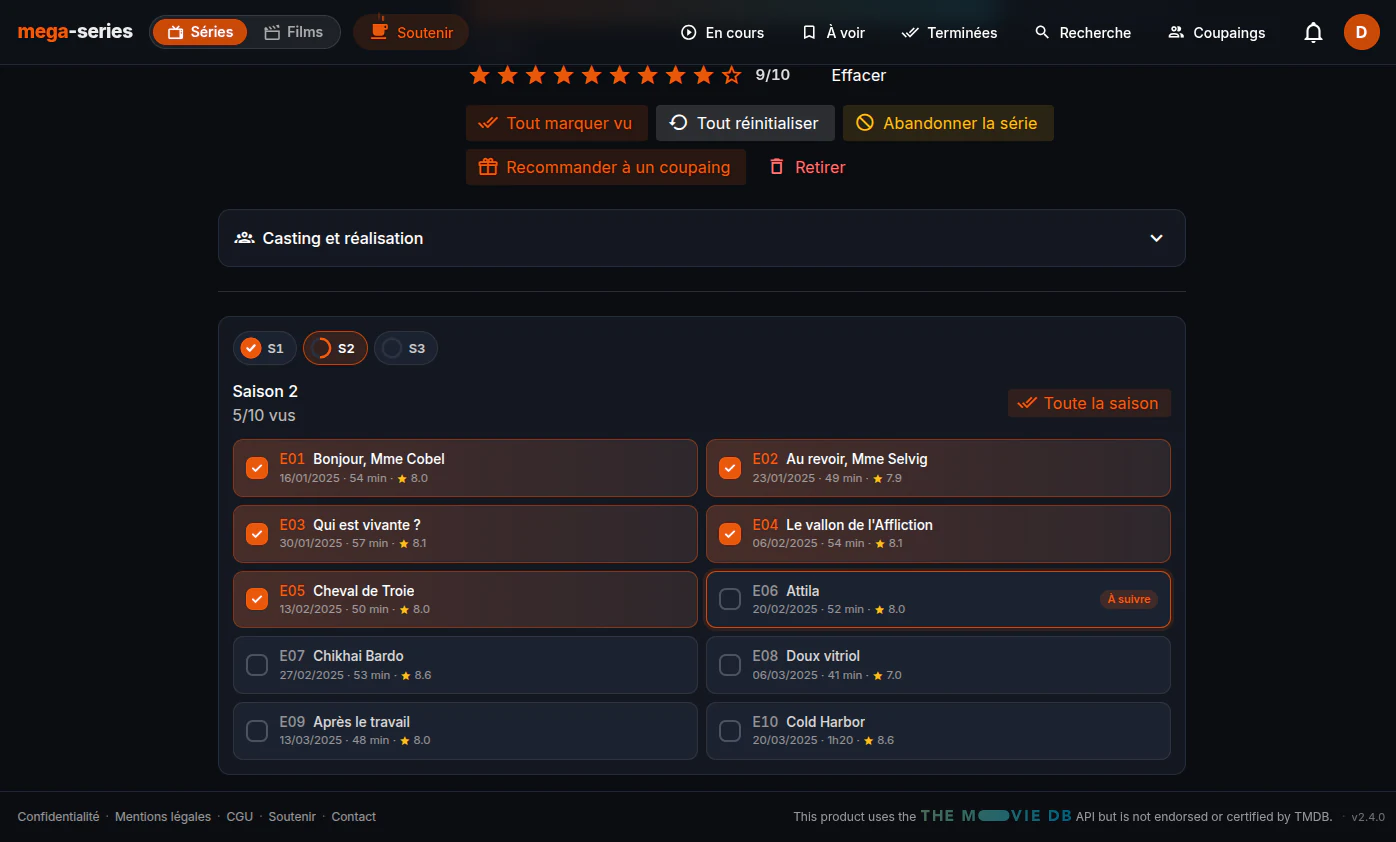 mega-series Séries Films Soutenir En cours À voir Terminées Recherche Coupaings D
9/10 Effacer
Tout marquer vu Tout réinitialiser Abandonner la série
Recommander à un coupaing Retirer
Casting et réalisation
S1 S2 S3
Saison 2
5/10 vus
Toute la saison
E01 Bonjour, Mme Cobel
16/01/2025 · 54 min · ★ 8.0
E02 Au revoir, Mme Selvig
23/01/2025 · 49 min · ★ 7.9
E03 Qui est vivante ?
30/01/2025 · 57 min · ★ 8.1
E04 Le vallon de l'Affliction
06/02/2025 · 54 min · ★ 8.1
E05 Cheval de Troie
13/02/2025 · 50 min · ★ 8.0
E06 Attila
20/02/2025 · 52 min · ★ 8.0
À suivre
E07 Chikhai Bardo
27/02/2025 · 53 min · ★ 8.6
E08 Doux vitriol
06/03/2025 · 41 min · ★ 7.0
E09 Après le travail
13/03/2025 · 48 min · ★ 8.0
E10 Cold Harbor
20/03/2025 · 1h20 · ★ 8.6
Confidentialité · Mentions légales · CGU · Soutenir · Contact
This product uses the THE MOVIE DB API but is not endorsed or certified by TMDB. · v2.4.0